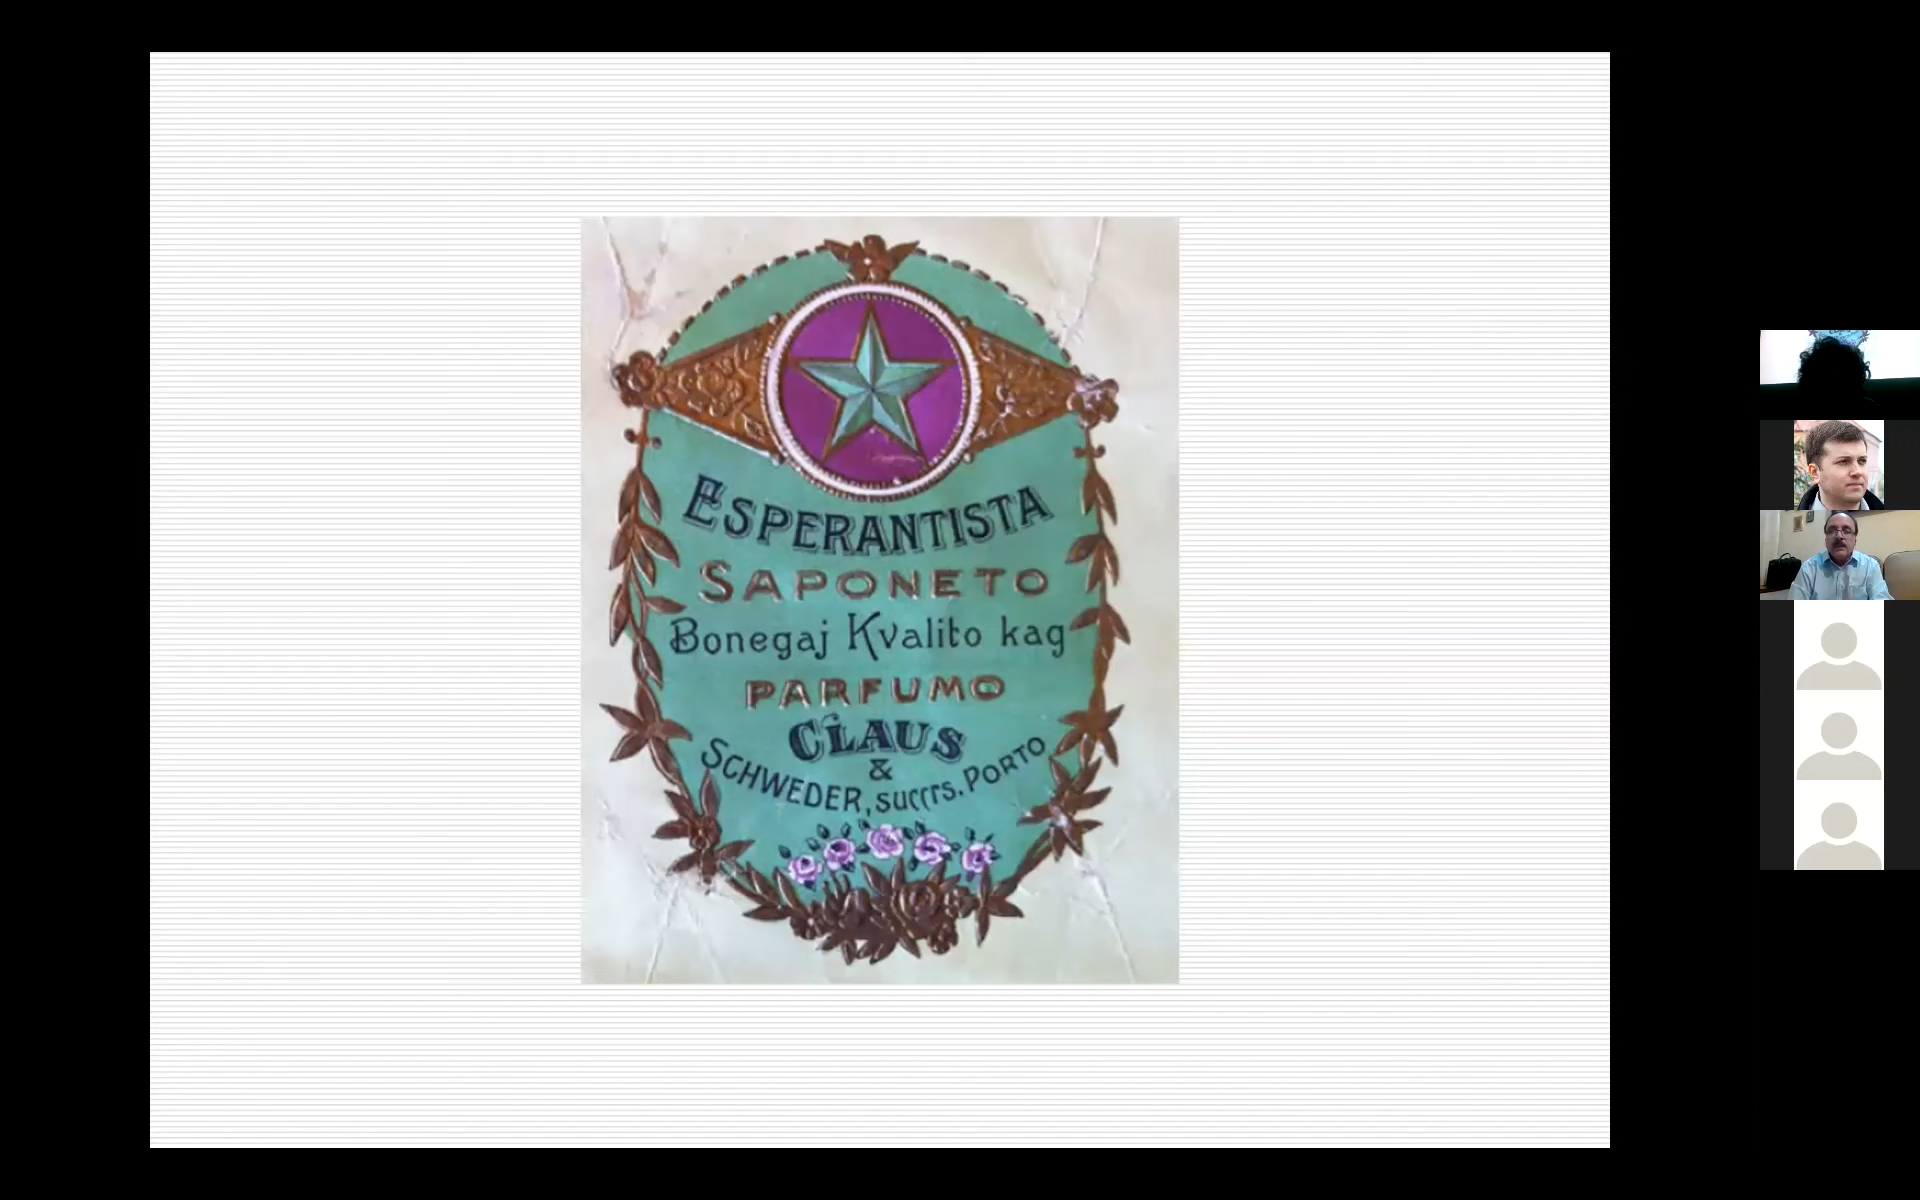 ESPERANTISTA
SAPONETO
Bonegaj Kvalito kag
PARFUMO
CLAUS
&
SCHWEDER, succrs. PORTO